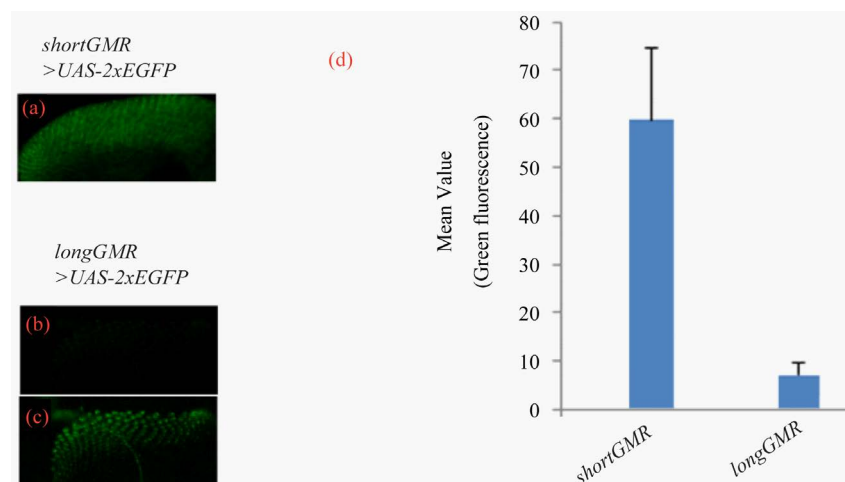 shortGMR
>UAS-2xEGFP
(a)
longGMR
>UAS-2xEGFP
(b)
(c)
(d)
Mean Value
(Green fluorescence)
80
70
60
50
40
30
20
10
0
shortGMR
longGMR